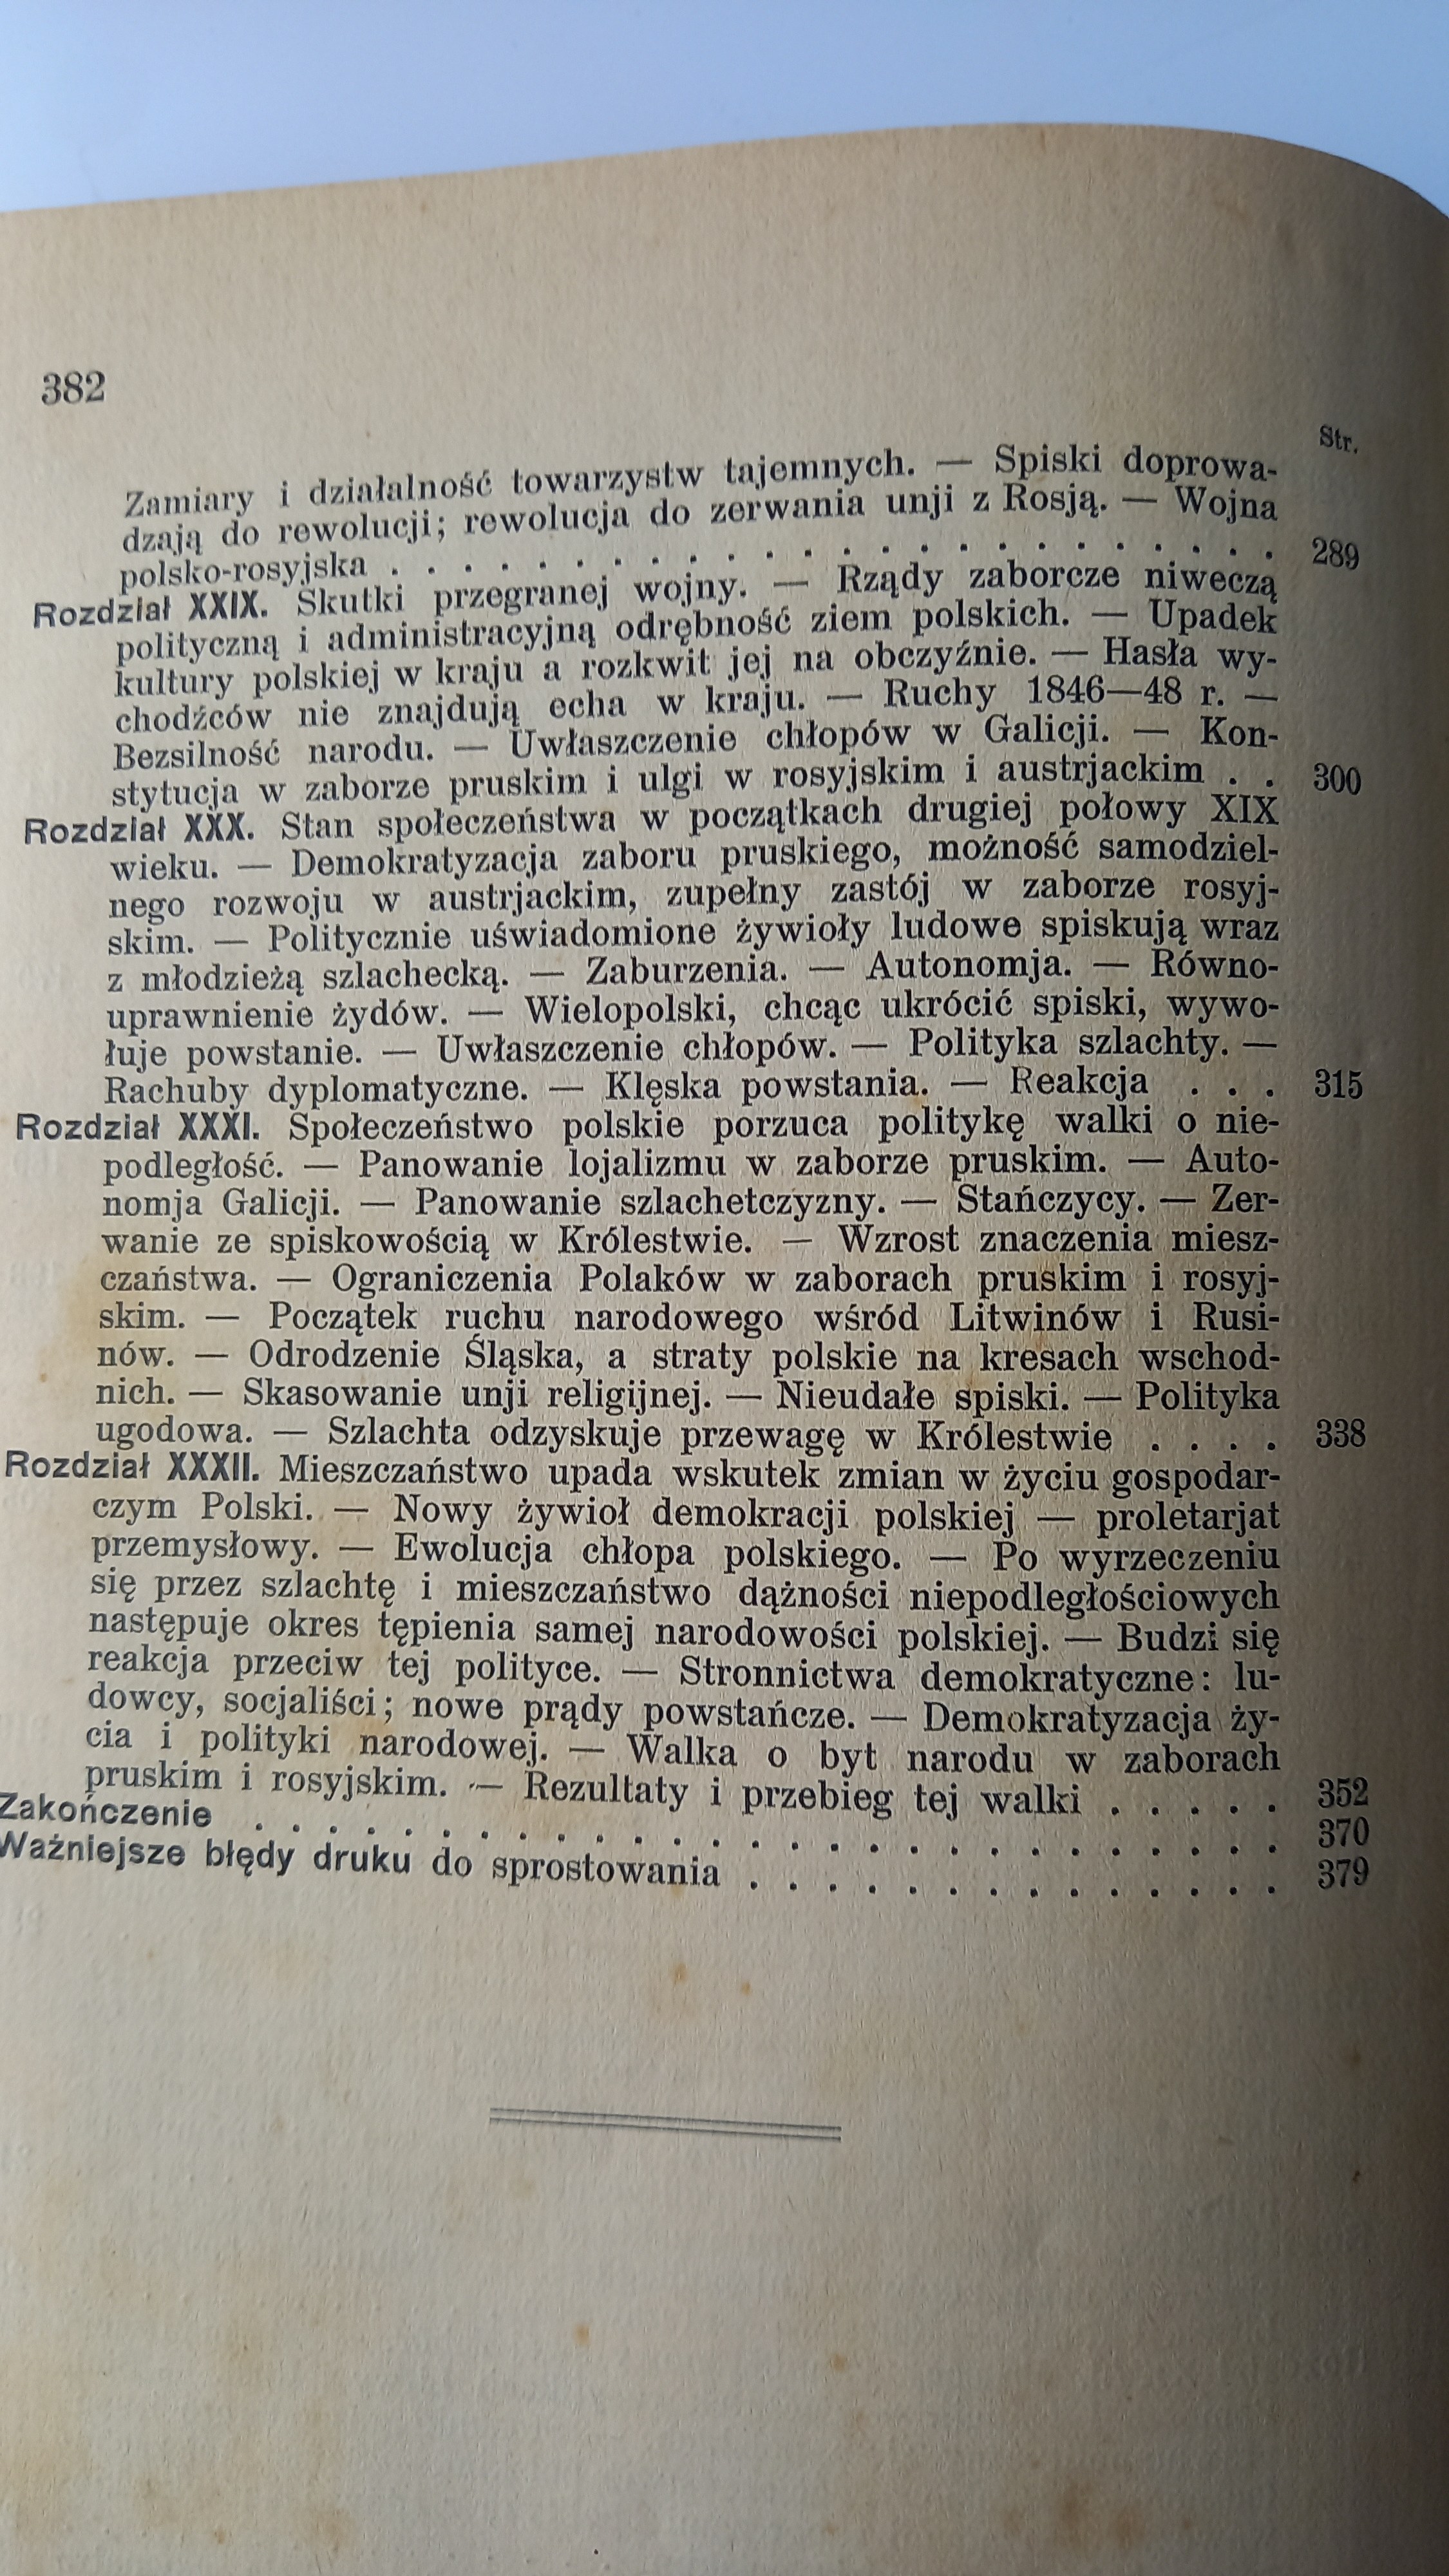 382
Str.
Zamiary i działalność towarzystw tajemnych. — Spiski doprowa-
dzają do rewolucji; rewolucja do zerwania unji z Rosją. — Wojna
polsko-rosyjska . . . . . . . . . . . . . . . . . . . . . . . . 289
Rozdział XXIX. Skutki przegranej wojny. — Rządy zaborcze niweczą
polityczną i administracyjną odrębność ziem polskich. — Upadek
kultury polskiej w kraju a rozkwit jej na obczyźnie. — Hasła wy-
chodźców nie znajdują echa w kraju. — Ruchy 1846—48 r. —
Bezsilność narodu. — Uwłaszczenie chłopów w Galicji. — Kon-
stytucja w zaborze pruskim i ulgi w rosyjskim i austrjackim . . 300
Rozdział XXX. Stan społeczeństwa w początkach drugiej połowy XIX
wieku. — Demokratyzacja zaboru pruskiego, możność samodziel-
nego rozwoju w austrjackim, zupełny zastój w zaborze rosyj-
skim. — Politycznie uświadomione żywioły ludowe spiskują wraz
z młodzieżą szlachecką. — Zaburzenia. — Autonomja. — Równo-
uprawnienie żydów. — Wielopolski, chcąc ukrócić spiski, wywo-
łuje powstanie. — Uwłaszczenie chłopów. — Polityka szlachty. —
Rachuby dyplomatyczne. — Klęska powstania. — Reakcja . . . 315
Rozdział XXXI. Społeczeństwo polskie porzuca politykę walki o nie-
podległość. — Panowanie lojalizmu w zaborze pruskim. — Auto-
nomja Galicji. — Panowanie szlachetczyzny. — Stańczycy. — Zer-
wanie ze spiskowością w Królestwie. — Wzrost znaczenia miesz-
czaństwa. — Ograniczenia Polaków w zaborach pruskim i rosyj-
skim. — Początek ruchu narodowego wśród Litwinów i Rusi-
nów. — Odrodzenie Śląska, a straty polskie na kresach wschod-
nich. — Skasowanie unji religijnej. — Nieudałe spiski. — Polityka
ugodowa. — Szlachta odzyskuje przewagę w Królestwie . . . . 338
Rozdział XXXII. Mieszczaństwo upada wskutek zmian w życiu gospodar-
czym Polski. — Nowy żywioł demokracji polskiej — proletarjat
przemysłowy. — Ewolucja chłopa polskiego. — Po wyrzeczeniu
się przez szlachtę i mieszczaństwo dążności niepodległościowych
następuje okres tępienia samej narodowości polskiej. — Budzi się
reakcja przeciw tej polityce. — Stronnictwa demokratyczne: lu-
dowcy, socjaliści; nowe prądy powstańcze. — Demokratyzacja ży-
cia i polityki narodowej. — Walka o byt narodu w zaborach
pruskim i rosyjskim. — Rezultaty i przebieg tej walki . . . . . 352
Zakończenie . . . . . . . . . . . . . . . . . . . . . . . . . . . 370
Ważniejsze błędy druku do sprostowania . . . . . . . . . . . . . . 379